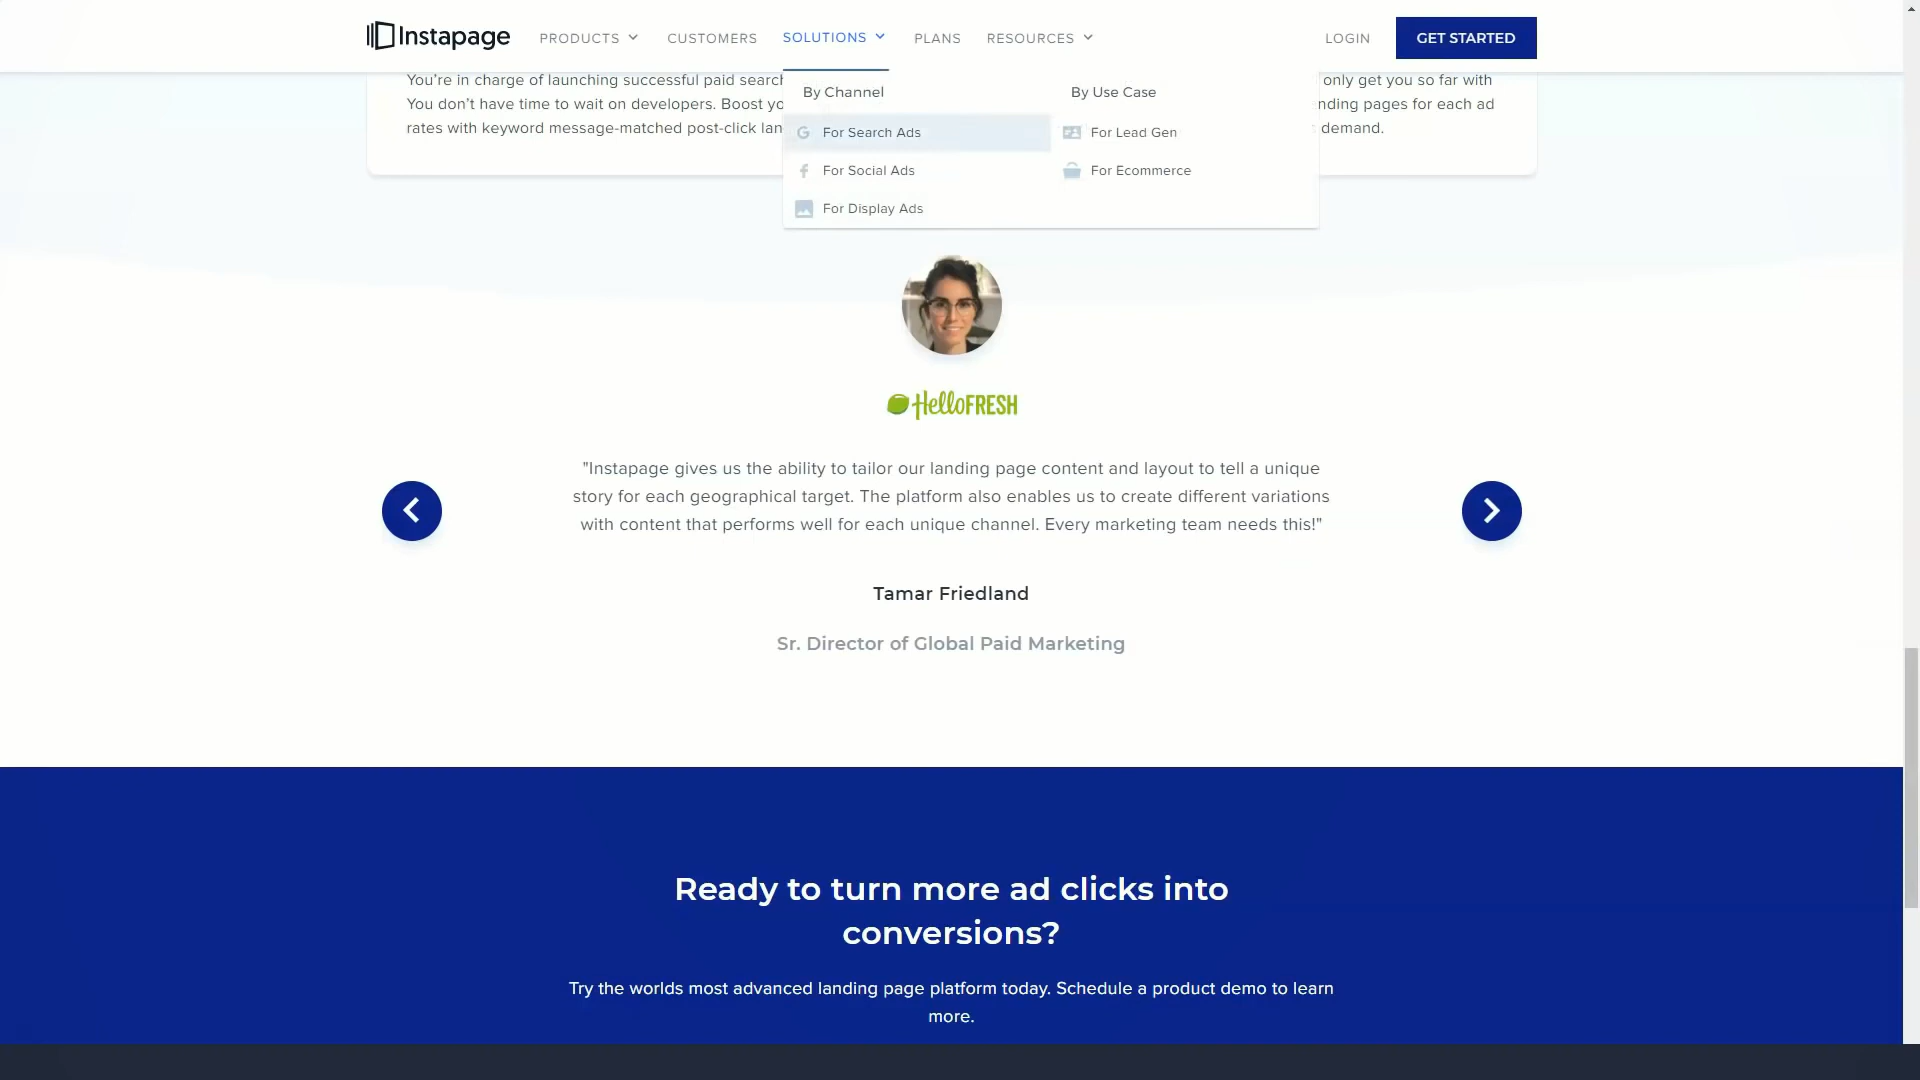 Instapage PRODUCTS CUSTOMERS SOLUTIONS PLANS RESOURCES LOGIN GET STARTED
You're in charge of launching successful paid search
You don't have time to wait on developers. Boost yo
rates with keyword message-matched post-click lan
only get you so far with
nding pages for each ad
demand.
By Channel
For Search Ads
For Social Ads
For Display Ads
By Use Case
For Lead Gen
For Ecommerce
HelloFRESH
"Instapage gives us the ability to tailor our landing page content and layout to tell a unique
story for each geographical target. The platform also enables us to create different variations
with content that performs well for each unique channel. Every marketing team needs this!"
Tamar Friedland
Sr. Director of Global Paid Marketing
Ready to turn more ad clicks into
conversions?
Try the worlds most advanced landing page platform today. Schedule a product demo to learn
more.